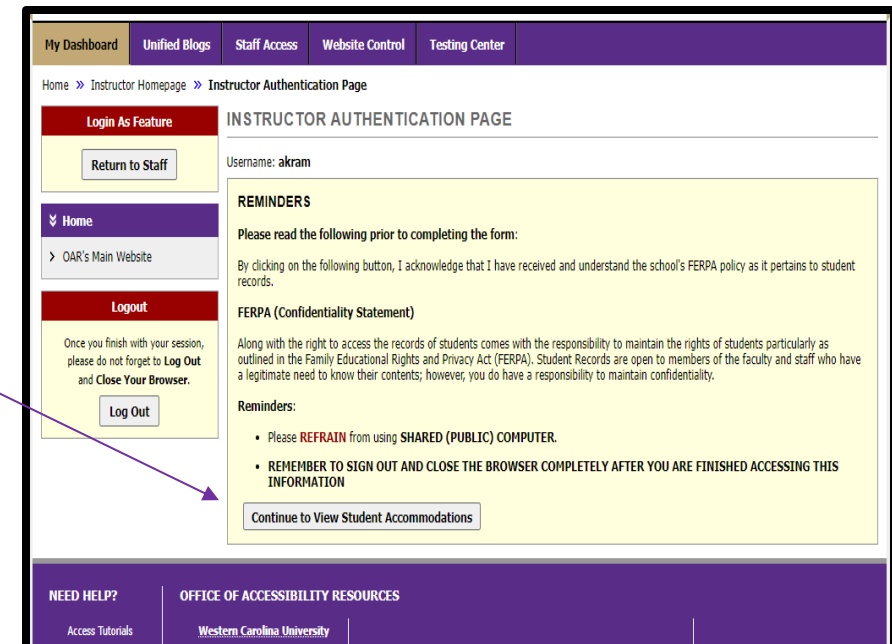 My Dashboard Unified Blogs Staff Access Website Control Testing Center
Home » Instructor Homepage » Instructor Authentication Page
Login As Feature
Return to Staff
Home
OAR's Main Website
Logout
Once you finish with your session,
please do not forget to Log Out
and Close Your Browser.
Log Out
INSTRUCTOR AUTHENTICATION PAGE
Username: akram
REMINDERS
Please read the following prior to completing the form:
By clicking on the following button, I acknowledge that I have received and understand the school's FERPA policy as it pertains to student
records.
FERPA (Confidentiality Statement)
Along with the right to access the records of students comes with the responsibility to maintain the rights of students particularly as
outlined in the Family Educational Rights and Privacy Act (FERPA). Student Records are open to members of the faculty and staff who have
a legitimate need to know their contents; however, you do have a responsibility to maintain confidentiality.
Reminders:
• Please REFRAIN from using SHARED (PUBLIC) COMPUTER.
• REMEMBER TO SIGN OUT AND CLOSE THE BROWSER COMPLETELY AFTER YOU ARE FINISHED ACCESSING THIS
INFORMATION
Continue to View Student Accommodations
NEED HELP?
Access Tutorials
OFFICE OF ACCESSIBILITY RESOURCES
Western Carolina University